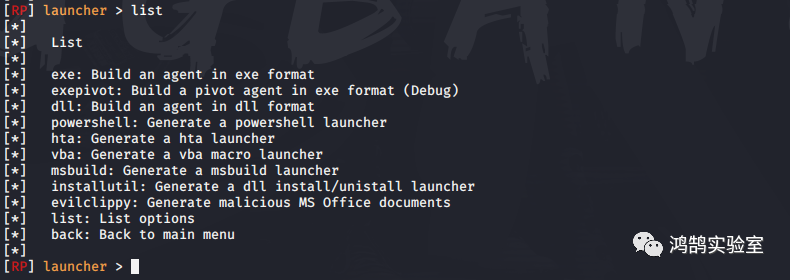 [RP] launcher > list
[*]
[*] List
[*]
[*] exe: Build an agent in exe format
[*] exepivot: Build a pivot agent in exe format (Debug)
[*] dll: Build an agent in dll format
[*] powershell: Generate a powershell launcher
[*] hta: Generate a hta launcher
[*] vba: Generate a vba macro launcher
[*] msbuild: Generate a msbuild launcher
[*] installutil: Generate a dll install/unistall launcher
[*] evilclippy: Generate malicious MS Office documents
[*] list: List options
[*] back: Back to main menu
[*]
[RP] launcher >
鸿鹄实验室